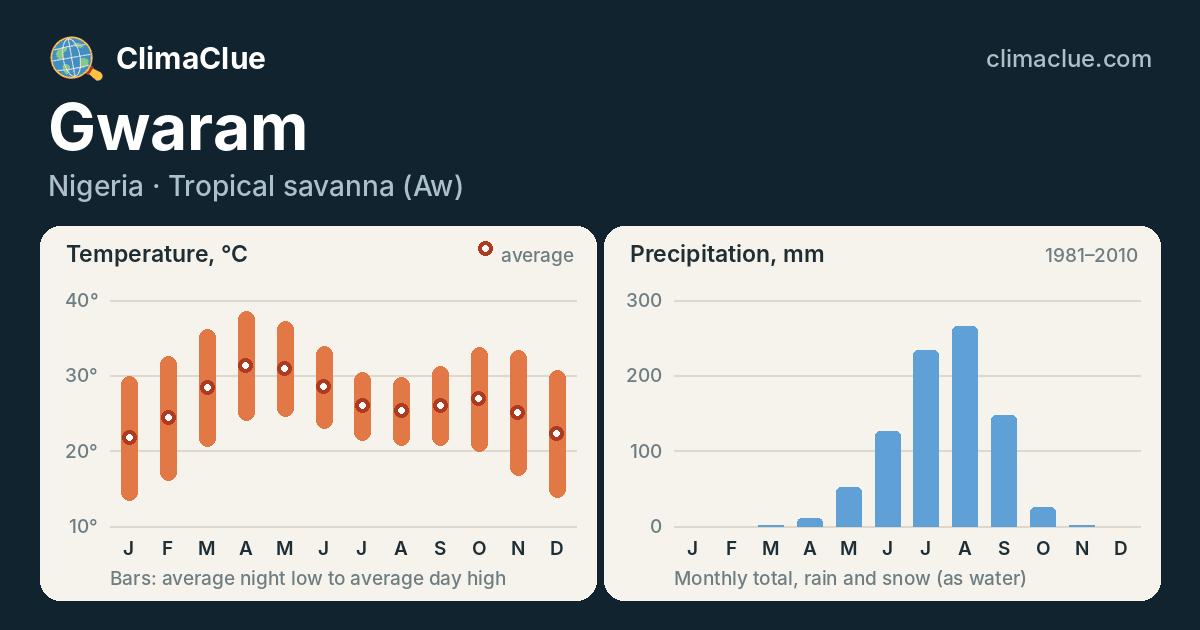 ClimaClue
climaclue.com
Gwaram
Nigeria · Tropical savanna (Aw)
Temperature, °C
average
40°
30°
20°
10°
J F M A M J J A S O N D
Bars: average night low to average day high
Precipitation, mm
1981–2010
300
200
100
0
J F M A M J J A S O N D
Monthly total, rain and snow (as water)